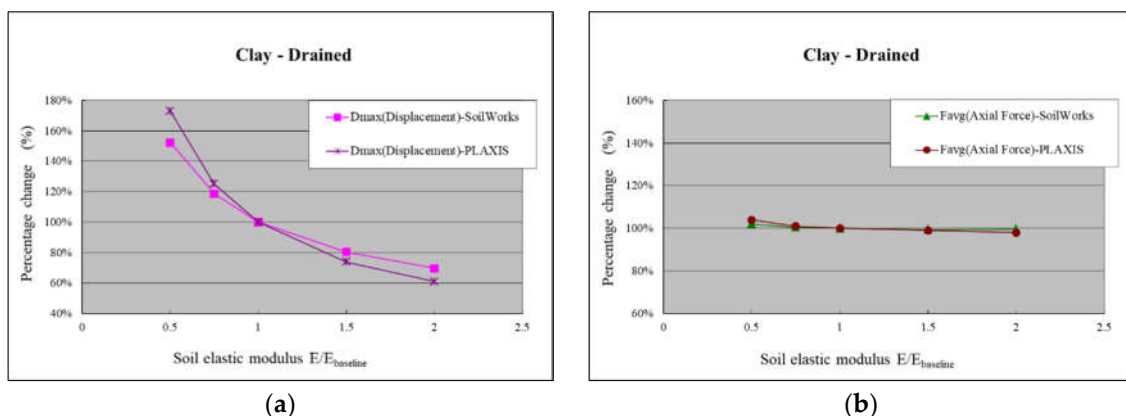 Clay - Drained
180%
160%
140%
120%
100%
80%
60%
40%
Percentage change (%)
Dmax(Displacement)-SoilWorks
Dmax(Displacement)-PLAXIS
0
0.5
1
1.5
2
2.5
Soil elastic modulus E/Ebaseline
(a)
Clay - Drained
160%
140%
120%
100%
80%
60%
Percentage change (%)
Favg(Axial Force)-SoilWorks
Favg(Axial Force)-PLAXIS
0
0.5
1
1.5
2
2.5
Soil elastic modulus E/Ebaseline
(b)